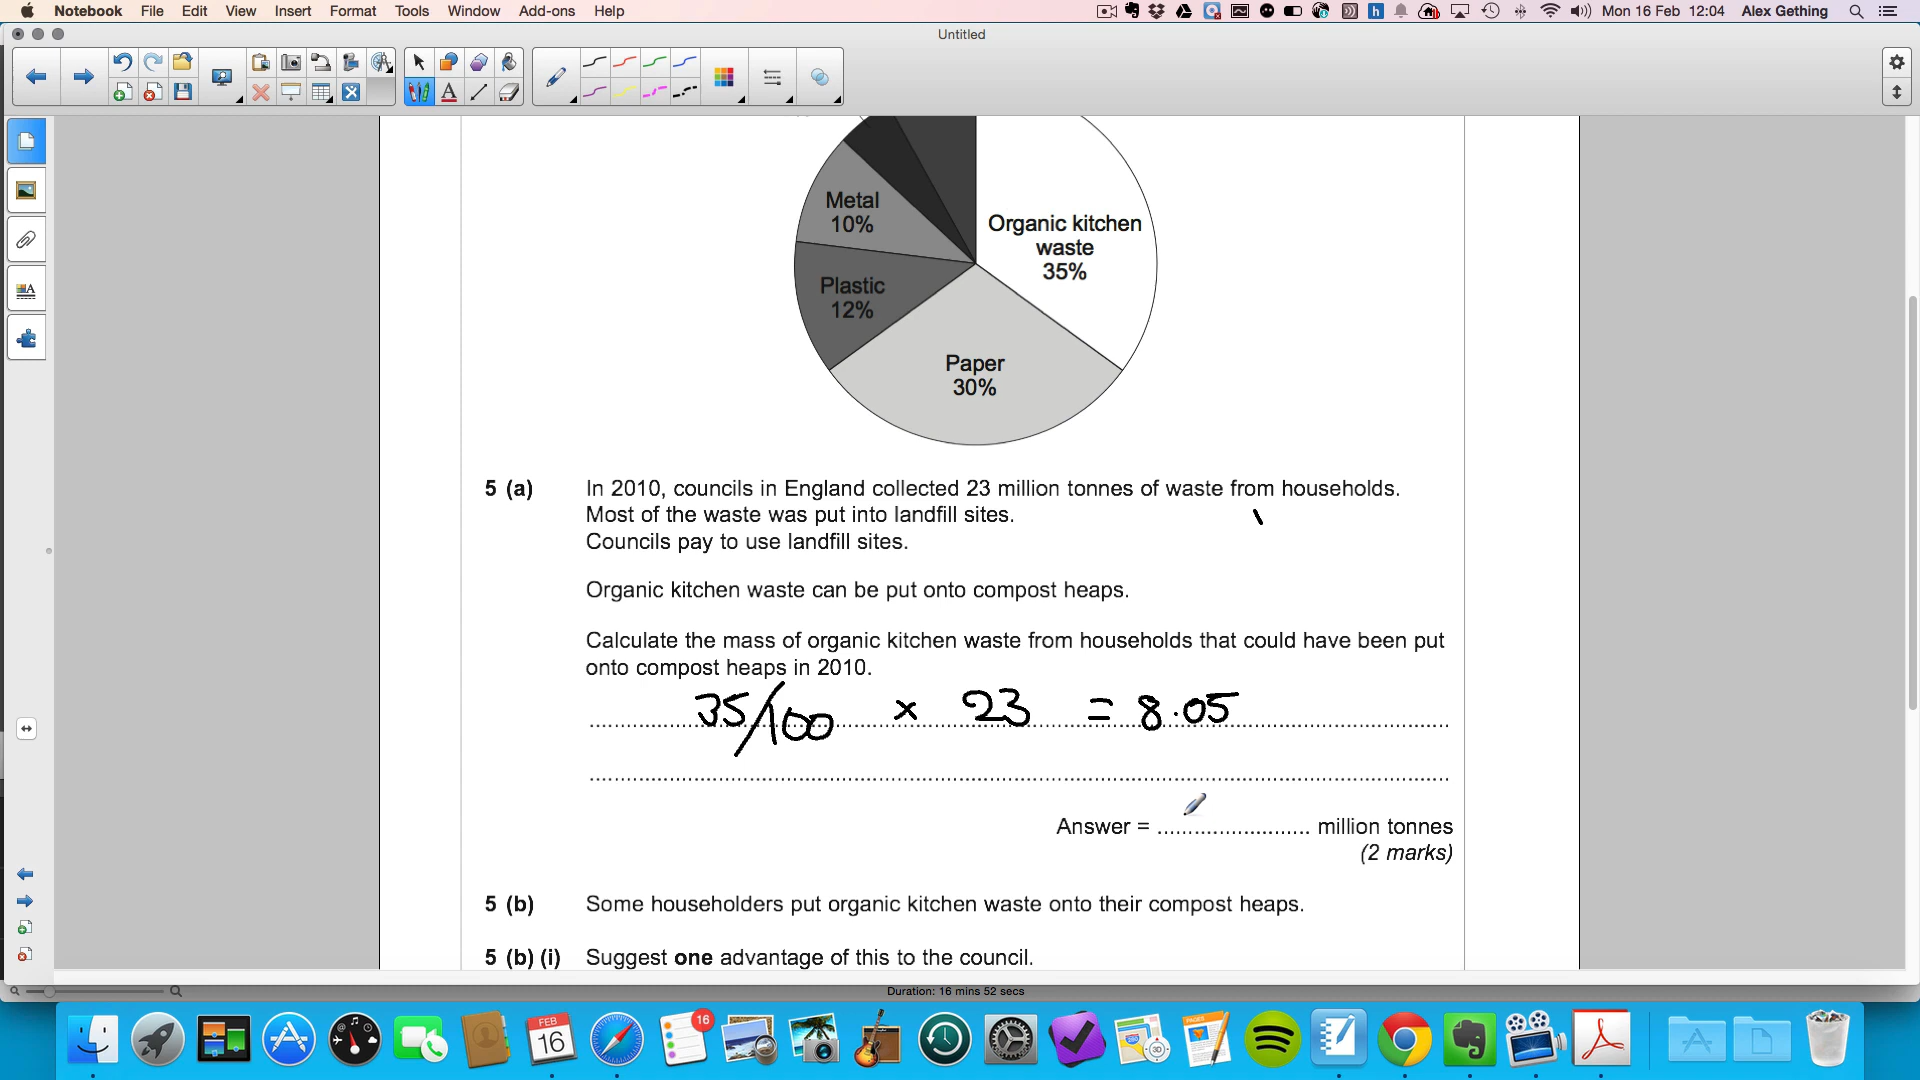 Notebook File Edit View Insert Format Tools Window Add-ons Help Mon 16 Feb 12:04 Alex Gething
Untitled
Metal
10%
Organic kitchen
waste
35%
Plastic
12%
Paper
30%
5 (a) In 2010, councils in England collected 23 million tonnes of waste from households.
Most of the waste was put into landfill sites.
Councils pay to use landfill sites.
Organic kitchen waste can be put onto compost heaps.
Calculate the mass of organic kitchen waste from households that could have been put
onto compost heaps in 2010.
35/100 × 23 = 8.05
Answer = ......................... million tonnes
(2 marks)
5 (b) Some householders put organic kitchen waste onto their compost heaps.
5 (b) (i) Suggest one advantage of this to the council.
Duration: 16 mins 52 secs
FEB
16
16
PAGES
3D